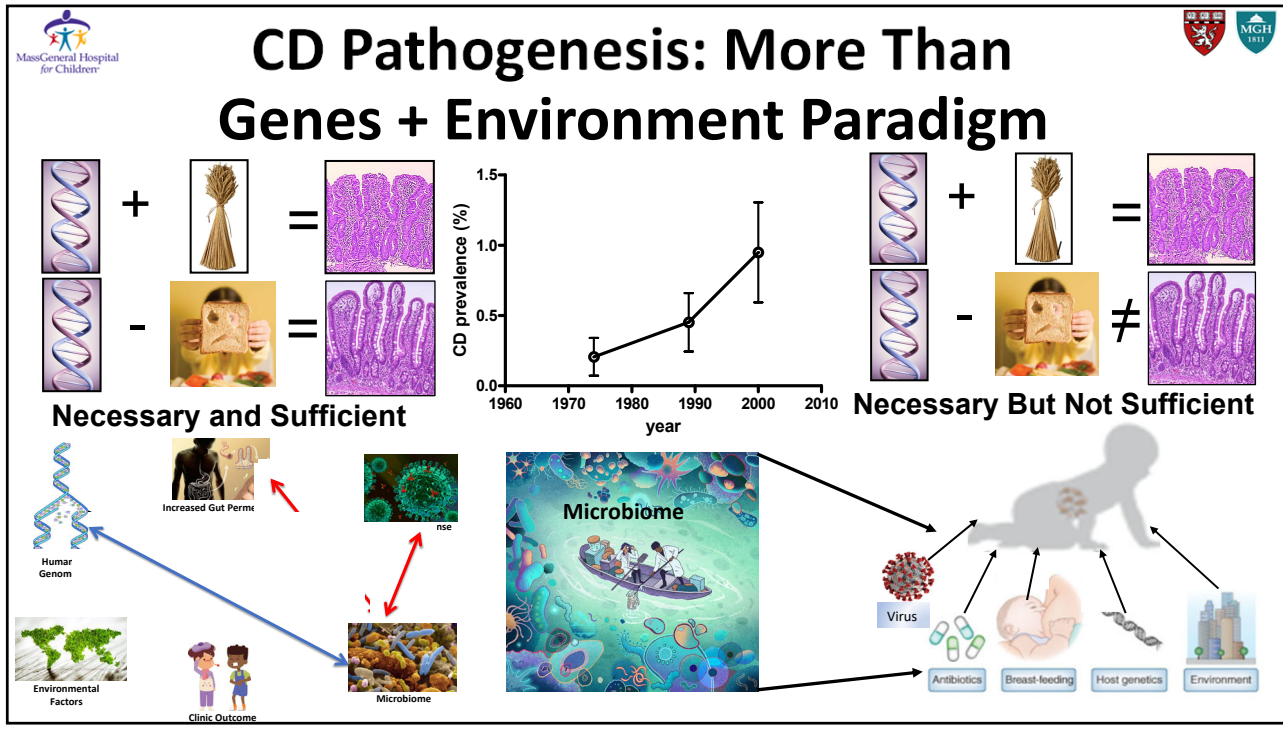 MassGeneral Hospital
for Children
MGH
1811
CD Pathogenesis: More Than
Genes + Environment Paradigm
+
=
-
=
Necessary and Sufficient
CD prevalence (%)
1.5
1.0
0.5
0.0
1960
1970
1980
1990
2000
2010
year
+
=
-
≠
Necessary But Not Sufficient
Increased Gut Perme
nse
Human
Genom
Environmental
Factors
Clinic Outcome
Microbiome
Microbiome
Virus
Antibiotics
Breast-feeding
Host genetics
Environment